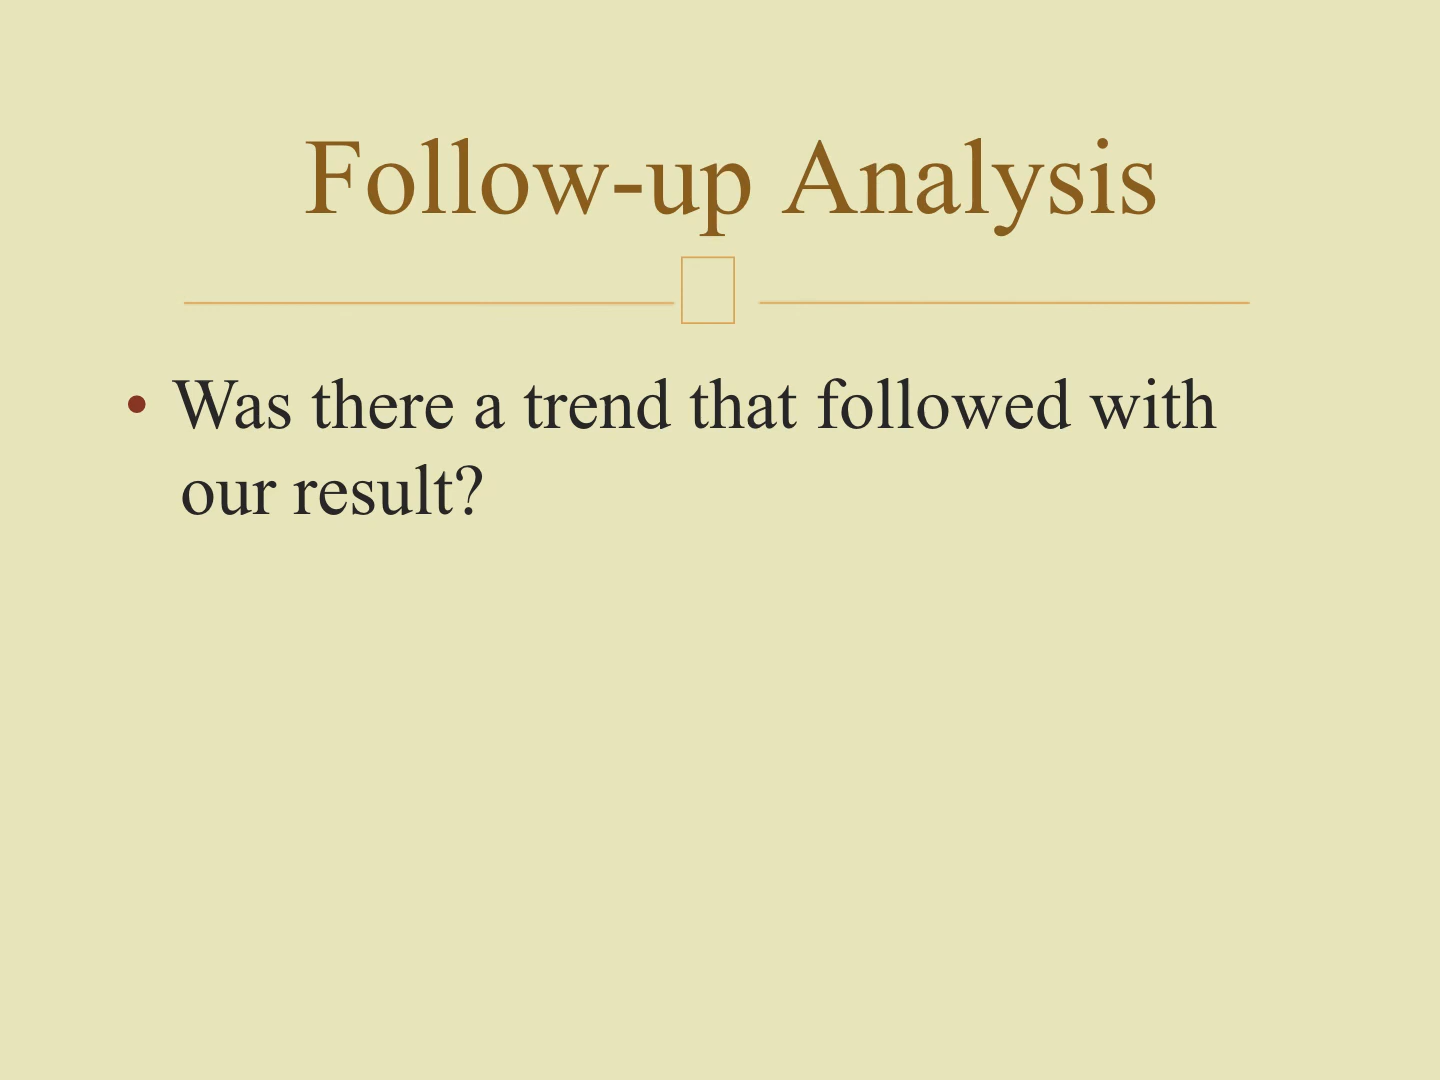 Follow-up Analysis
• Was there a trend that followed with
our result?